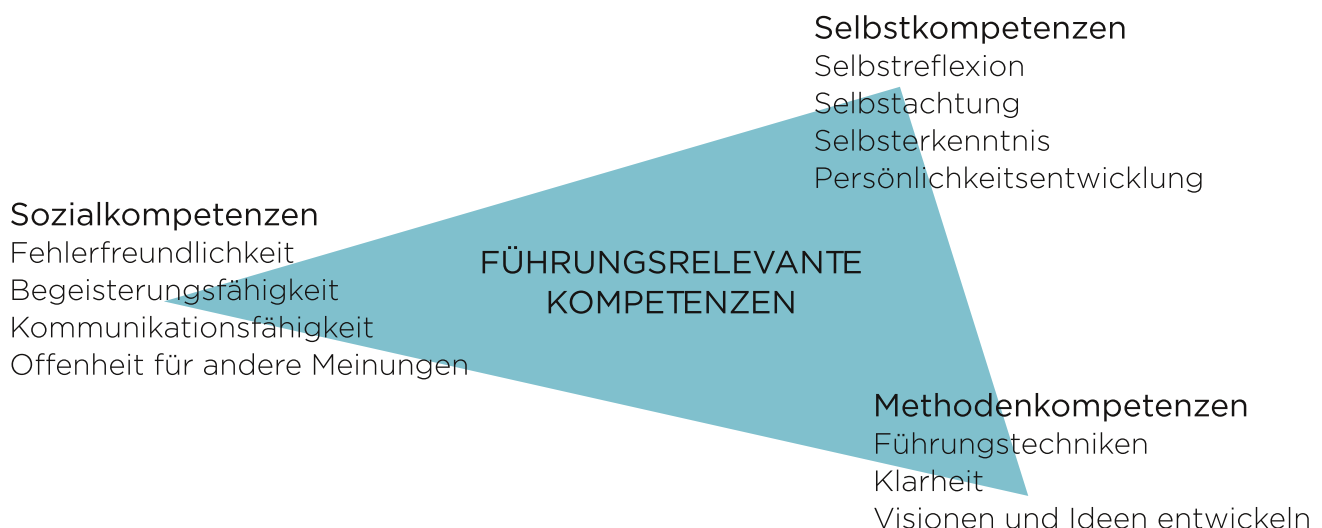 Selbstkompetenzen
Selbstreflexion
Selbstachtung
Selbsterkenntnis
Persönlichkeitsentwicklung
Sozialkompetenzen
Fehlerfreundlichkeit
Begeisterungsfähigkeit
Kommunikationsfähigkeit
Offenheit für andere Meinungen
FÜHRUNGSRELEVANTE
KOMPETENZEN
Methodenkompetenzen
Führungstechniken
Klarheit
Visionen und Ideen entwickeln